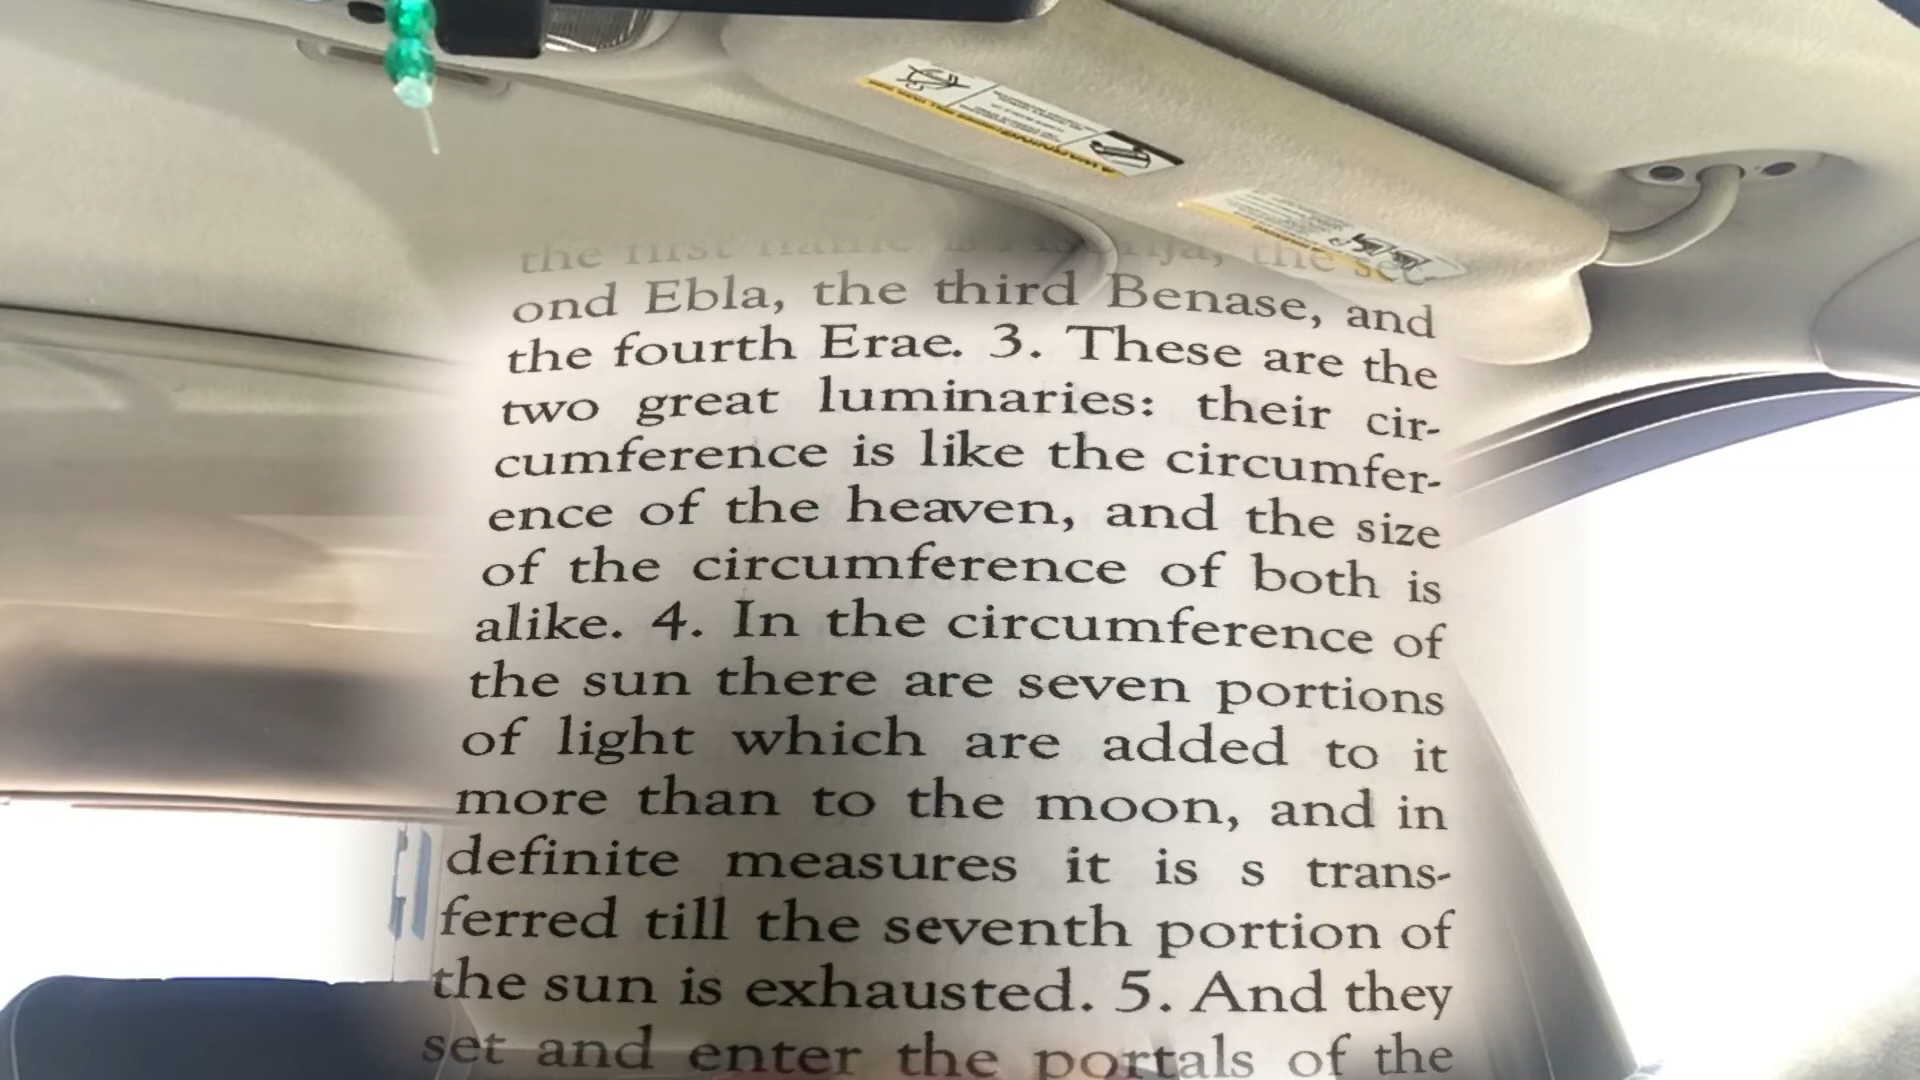 the first name is Asonja, the sec-
ond Ebla, the third Benase, and
the fourth Erae. 3. These are the
two great luminaries: their cir-
cumference is like the circumfer-
ence of the heaven, and the size
of the circumference of both is
alike. 4. In the circumference of
the sun there are seven portions
of light which are added to it
more than to the moon, and in
definite measures it is s trans-
ferred till the seventh portion of
the sun is exhausted. 5. And they
set and enter the portals of the
WARNING